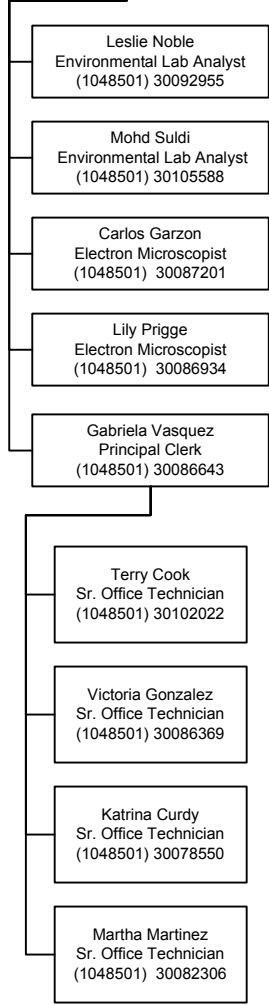 Leslie Noble
Environmental Lab Analyst
(1048501) 30092955
Mohd Suldi
Environmental Lab Analyst
(1048501) 30105588
Carlos Garzon
Electron Microscopist
(1048501)  30087201
Lily Prigge
Electron Microscopist
(1048501)  30086934
Gabriela Vasquez
Principal Clerk
(1048501) 30086643
Terry Cook
Sr. Office Technician
(1048501) 30102022
Victoria Gonzalez
Sr. Office Technician
(1048501) 30086369
Katrina Curdy
Sr. Office Technician
(1048501) 30078550
Martha Martinez
Sr. Office Technician
(1048501)  30082306